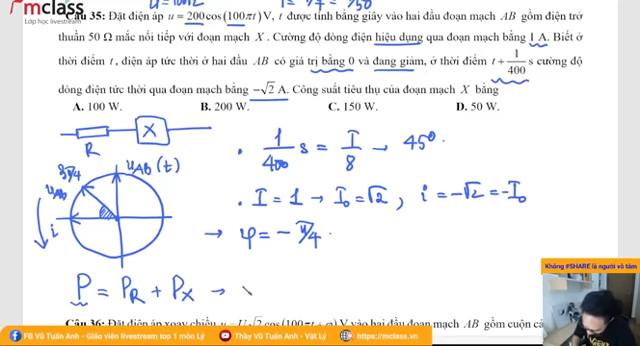 mclass
Lớp học livestream
Câu 35: Đặt điện áp u = 200cos(100πt) V, t được tính bằng giây vào hai đầu đoạn mạch AB gồm điện trở
thuần 50 Ω mắc nối tiếp với đoạn mạch X. Cường độ dòng điện hiệu dụng qua đoạn mạch bằng 1 A. Biết ở
thời điểm t, điện áp tức thời ở hai đầu AB có giá trị bằng 0 và đang giảm, ở thời điểm t + 1/400 s cường độ
dòng điện tức thời qua đoạn mạch bằng −√2 A. Công suất tiêu thụ của đoạn mạch X bằng
A. 100 W. B. 200 W. C. 150 W. D. 50 W.
R X
u_AB (t)
3π/4
u_AB
i
• 1/400 s = T/8 → 45°.
• I = 1 → I₀ = √2, i = −√2 = −I₀
→ φ = −π/4.
P = P_R + P_X →
Không #SHARE là người vô tâm
Câu 36: Đặt điện áp xoay chiều V vào hai đầu đoạn mạch AB gồm cuộn
FB Vũ Tuấn Anh - Giáo viên livestream top 1 môn Lý Thầy Vũ Tuấn Anh - Vật Lý https://mclass.vn